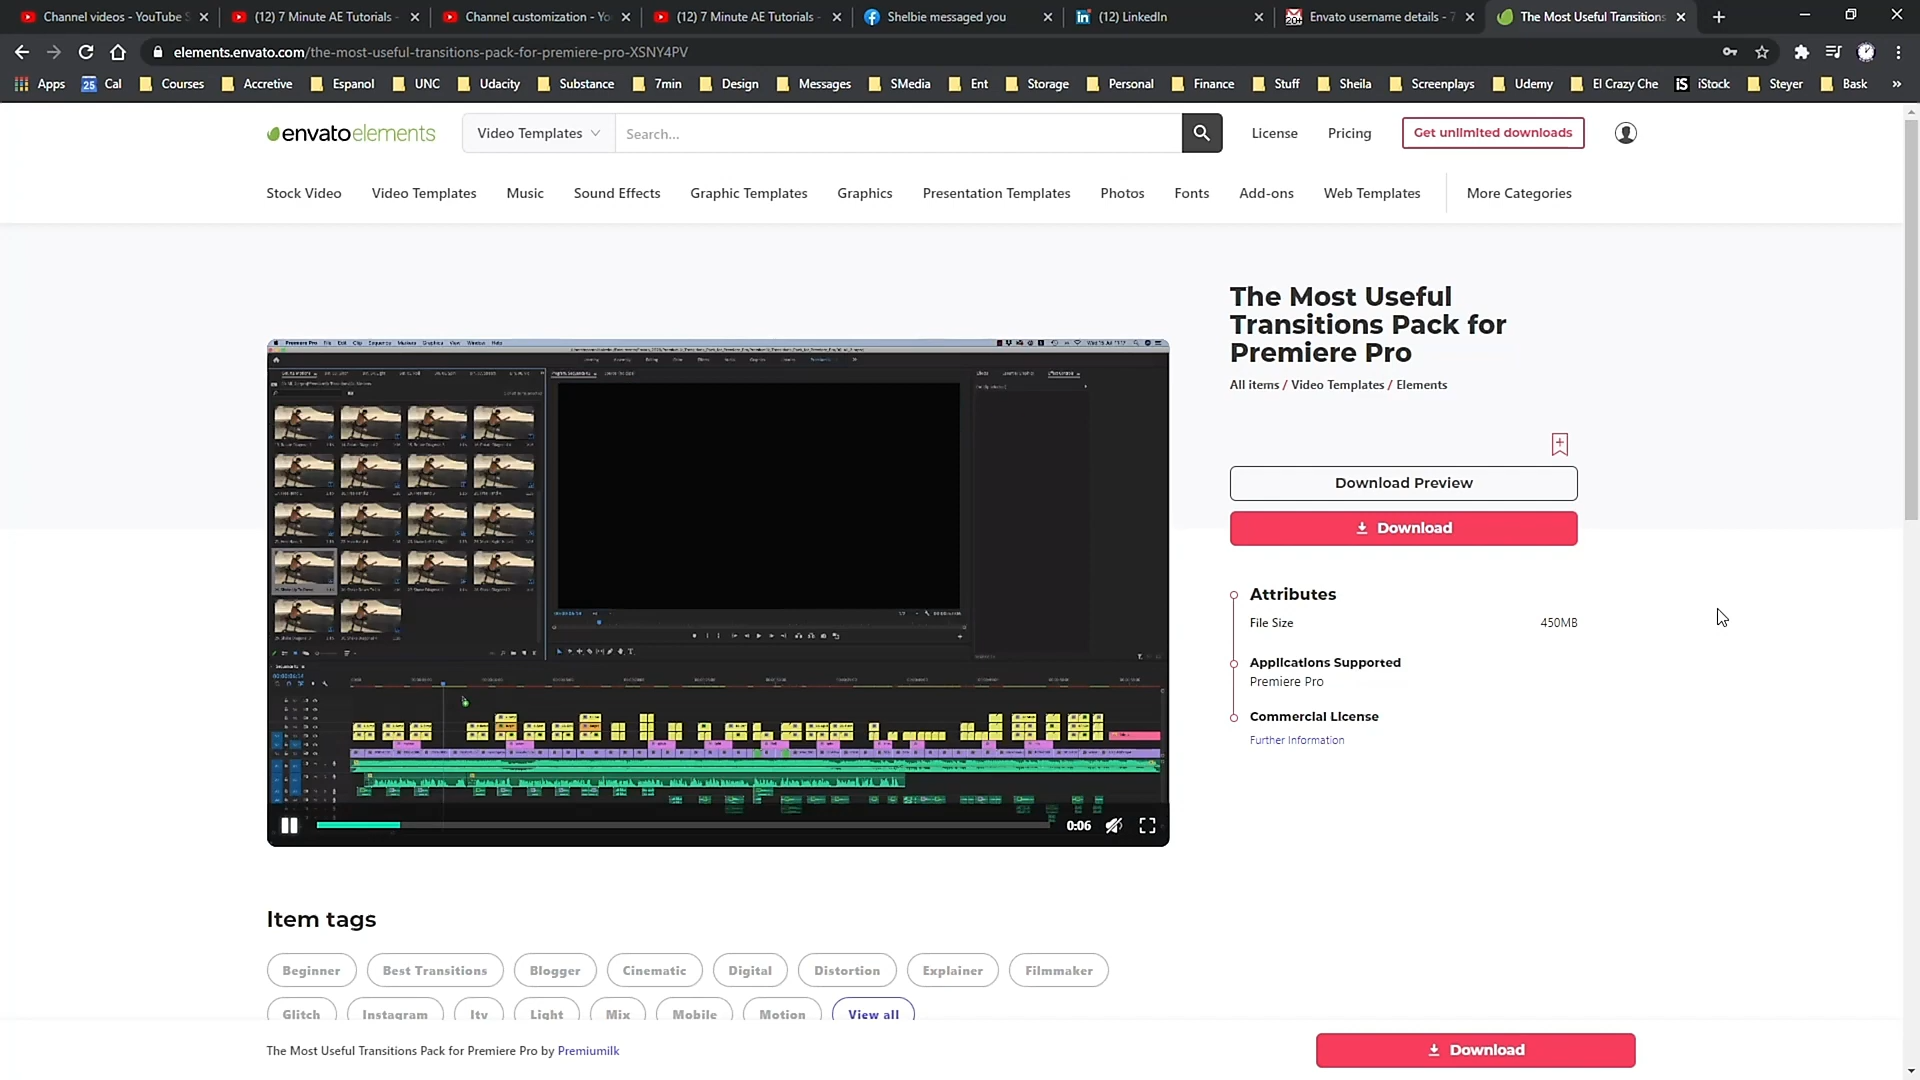 Channel videos - YouTube S
(12) 7 Minute AE Tutorials -
Channel customization - Yo
(12) 7 Minute AE Tutorials -
Shelbie messaged you
(12) LinkedIn
Envato username details - 7
The Most Useful Transitions
elements.envato.com/the-most-useful-transitions-pack-for-premiere-pro-XSNY4PV
Apps
25 Cal
Courses
Accretive
Espanol
UNC
Udacity
Substance
7min
Design
Messages
SMedia
Ent
Storage
Personal
Finance
Stuff
Sheila
Screenplays
Udemy
El Crazy Che
iS iStock
Steyer
Bask
»
envatoelements
Video Templates
Search...
License
Pricing
Get unlimited downloads
Stock Video
Video Templates
Music
Sound Effects
Graphic Templates
Graphics
Presentation Templates
Photos
Fonts
Add-ons
Web Templates
More Categories
The Most Useful
Transitions Pack for
Premiere Pro
All items / Video Templates / Elements
Download Preview
Download
Attributes
File Size 450MB
Applications Supported
Premiere Pro
Commercial License
Further Information
0:06
Item tags
Beginner
Best Transitions
Blogger
Cinematic
Digital
Distortion
Explainer
Filmmaker
Glitch
Instagram
Itv
Light
Mix
Mobile
Motion
View all
The Most Useful Transitions Pack for Premiere Pro by Premiumilk
Download